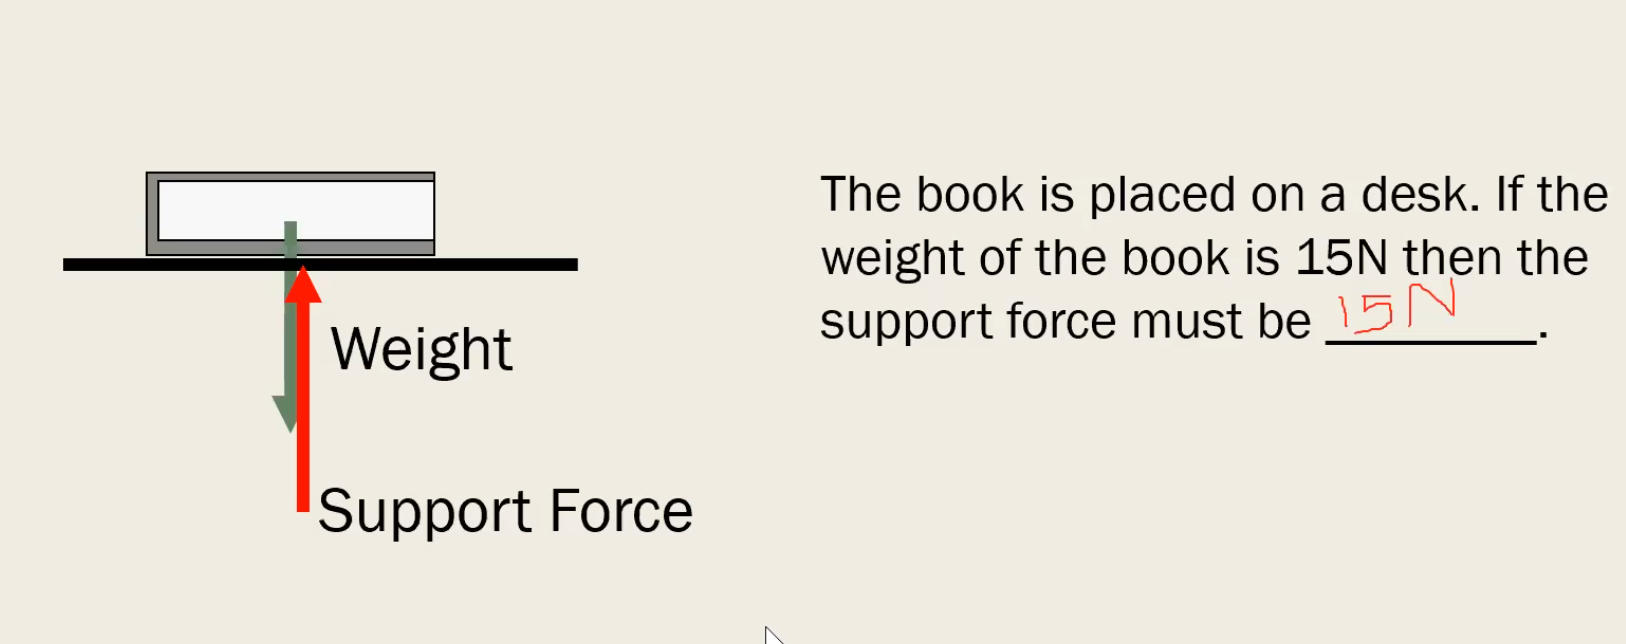 The book is placed on a desk. If the
weight of the book is 15N then the
support force must be 15N.
Weight
Support Force